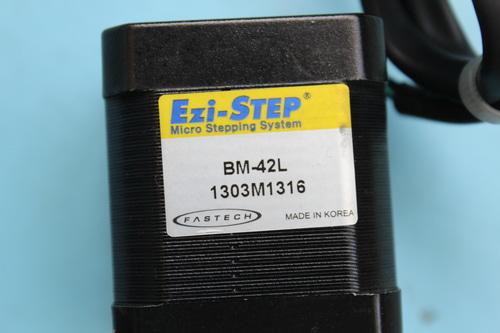 Ezi-STEP®
Micro Stepping System
BM-42L
1303M1316
FASTECH
MADE IN KOREA